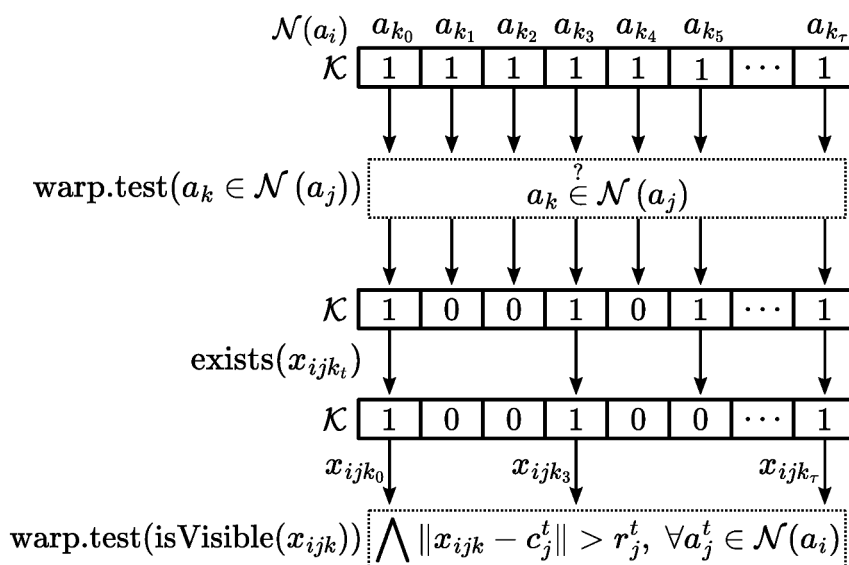 𝒩(a_i) a_{k_0} a_{k_1} a_{k_2} a_{k_3} a_{k_4} a_{k_5} a_{k_τ}
𝒦 1 1 1 1 1 1 ⋯ 1
warp.test(a_k ∈ 𝒩(a_j)) a_k ∈^? 𝒩(a_j)
𝒦 1 0 0 1 0 1 ⋯ 1
exists(x_{ijk_t})
𝒦 1 0 0 1 0 0 ⋯ 1
x_{ijk_0} x_{ijk_3} x_{ijk_τ}
warp.test(isVisible(x_{ijk})) ⋀ ‖x_{ijk} − c_j^t‖ > r_j^t, ∀a_j^t ∈ 𝒩(a_i)